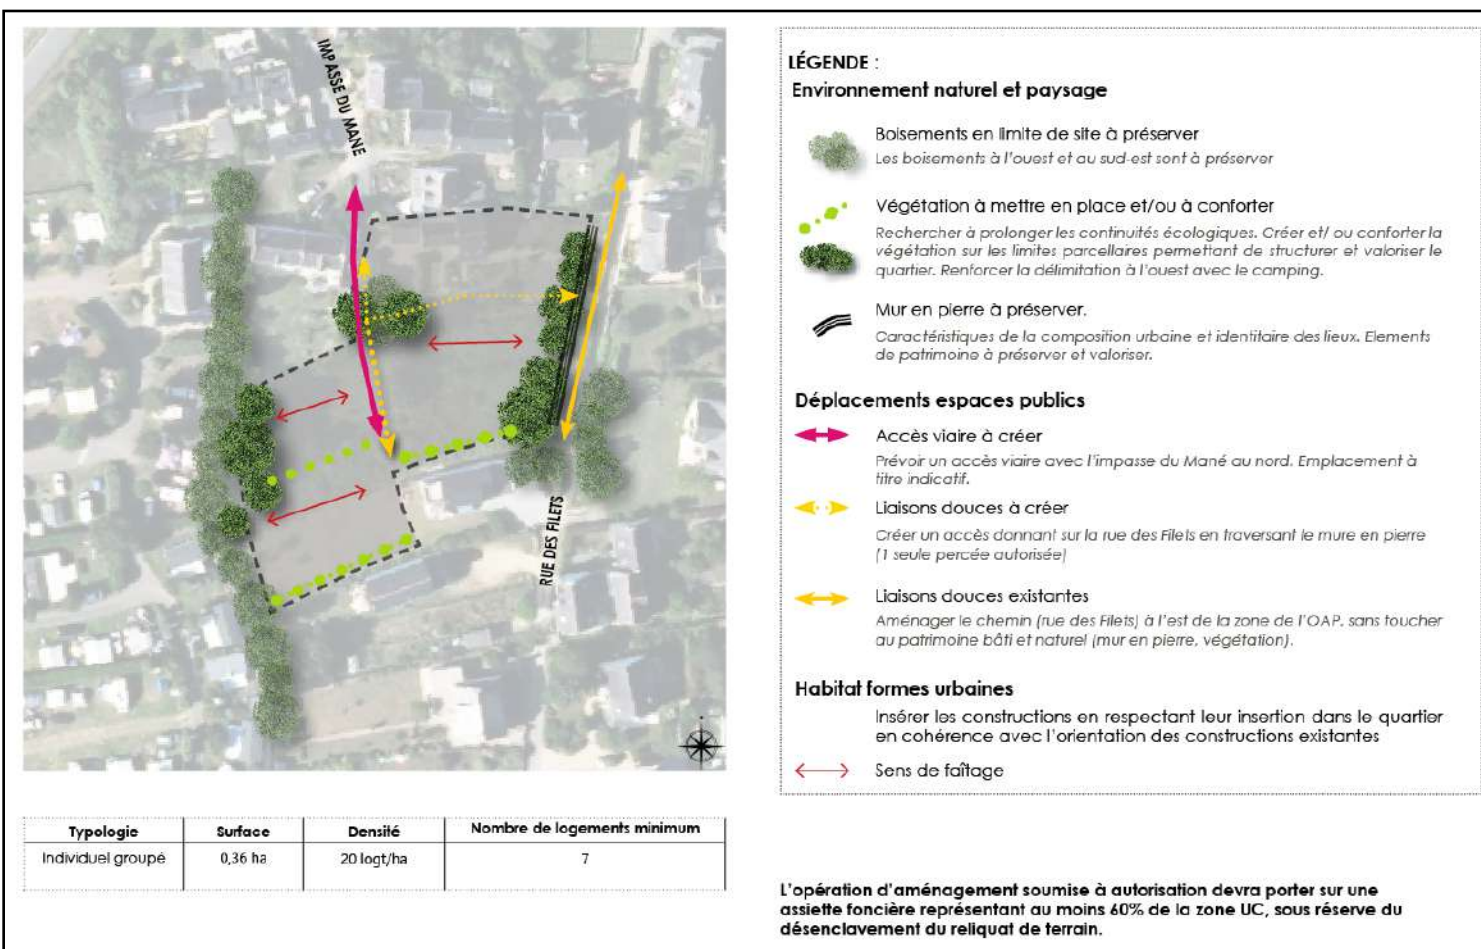 IMPASSE DU MANE
RUE DES FILETS
Typologie Surface Densité Nombre de logements minimum
Individuel groupé 0,36 ha 20 logt/ha 7
LÉGENDE :
Environnement naturel et paysage
Boisements en limite de site à préserver
Les boisements à l'ouest et au sud-est sont à préserver
Végétation à mettre en place et/ou à conforter
Rechercher à prolonger les continuités écologiques. Créer et/ ou conforter la
végétation sur les limites parcellaires permettant de structurer et valoriser le
quartier. Renforcer la délimitation à l'ouest avec le camping.
Mur en pierre à préserver.
Caractéristiques de la composition urbaine et identitaire des lieux. Elements
de patrimoine à préserver et valoriser.
Déplacements espaces publics
Accès viaire à créer
Prévoir un accès viaire avec l'impasse du Mané au nord. Emplacement à
titre indicatif.
Liaisons douces à créer
Créer un accès donnant sur la rue des Filets en traversant le mure en pierre
(1 seule percée autorisée)
Liaisons douces existantes
Aménager le chemin (rue des Filets) à l'est de la zone de l'OAP. sans toucher
au patrimoine bâti et naturel (mur en pierre, végétation).
Habitat formes urbaines
Insérer les constructions en respectant leur insertion dans le quartier
en cohérence avec l'orientation des constructions existantes
Sens de faîtage
L'opération d'aménagement soumise à autorisation devra porter sur une
assiette foncière représentant au moins 60% de la zone UC, sous réserve du
désenclavement du reliquat de terrain.